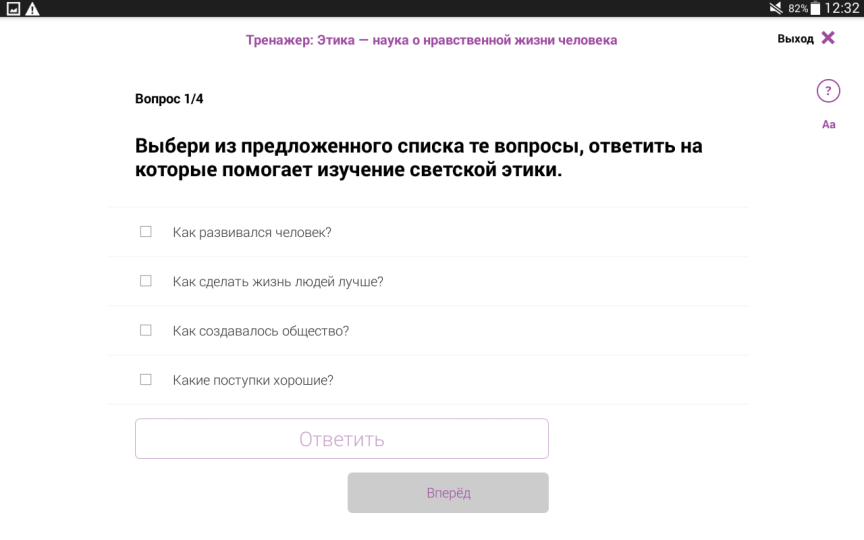 82% 12:32
Тренажер: Этика — наука о нравственной жизни человека
Выход
?
Aa
Вопрос 1/4
Выбери из предложенного списка те вопросы, ответить на
которые помогает изучение светской этики.
Как развивался человек?
Как сделать жизнь людей лучше?
Как создавалось общество?
Какие поступки хорошие?
Ответить
Вперёд